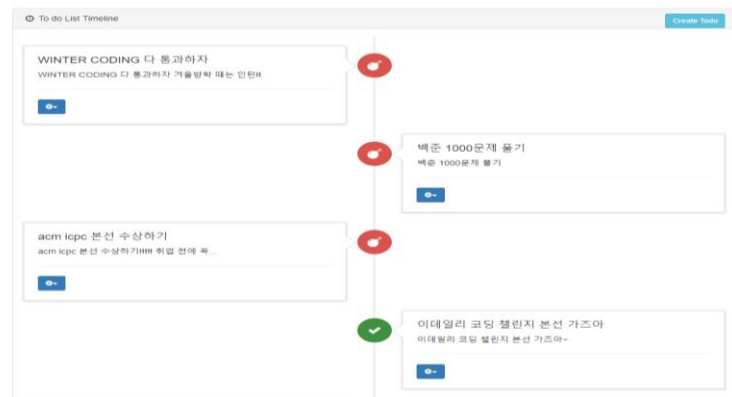 To do List Timeline
Create Todo
WINTER CODING 다 통과하자
WINTER CODING 다 통과하자 겨울방학 때는 인턴!!
백준 1000문제 풀기
백준 1000문제 풀기
acm icpc 본선 수상하기
acm icpc 본선 수상하기!!!!! 취업 전에 꼭...
이데일리 코딩 챌린지 본선 가즈아
이데일리 코딩 챌린지 본선 가즈아~